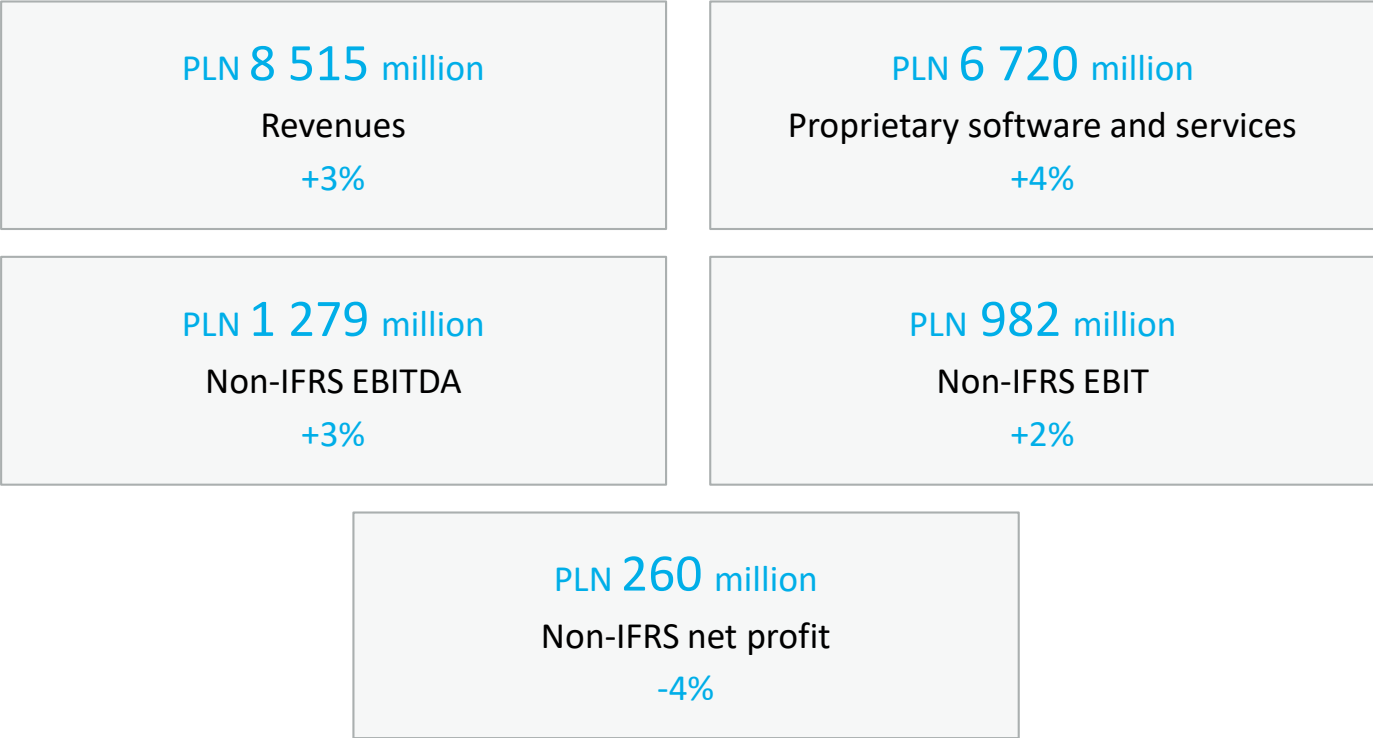 PLN 8 515 million
Revenues
+3%
PLN 6 720 million
Proprietary software and services
+4%
PLN 1 279 million
Non-IFRS EBITDA
+3%
PLN 982 million
Non-IFRS EBIT
+2%
PLN 260 million
Non-IFRS net profit
-4%